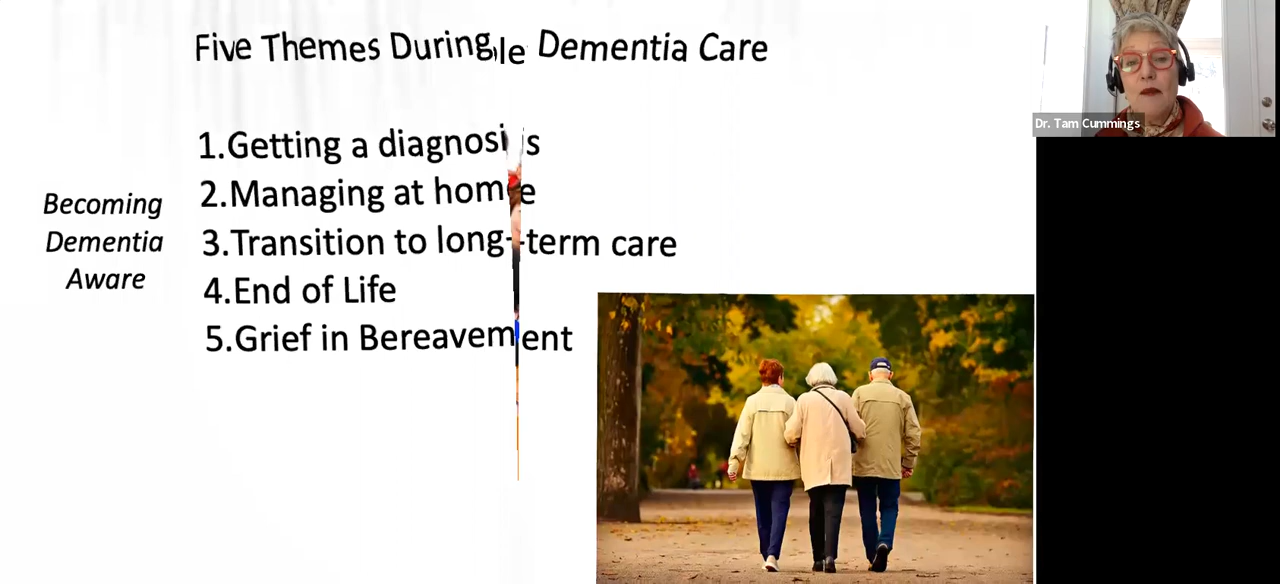 Five Themes During Dementia Care
1.Getting a diagnosis
2.Managing at home
3.Transition to long-term care
4.End of Life
5.Grief in Bereavement
Becoming
Dementia
Aware
Dr. Tam Cummings